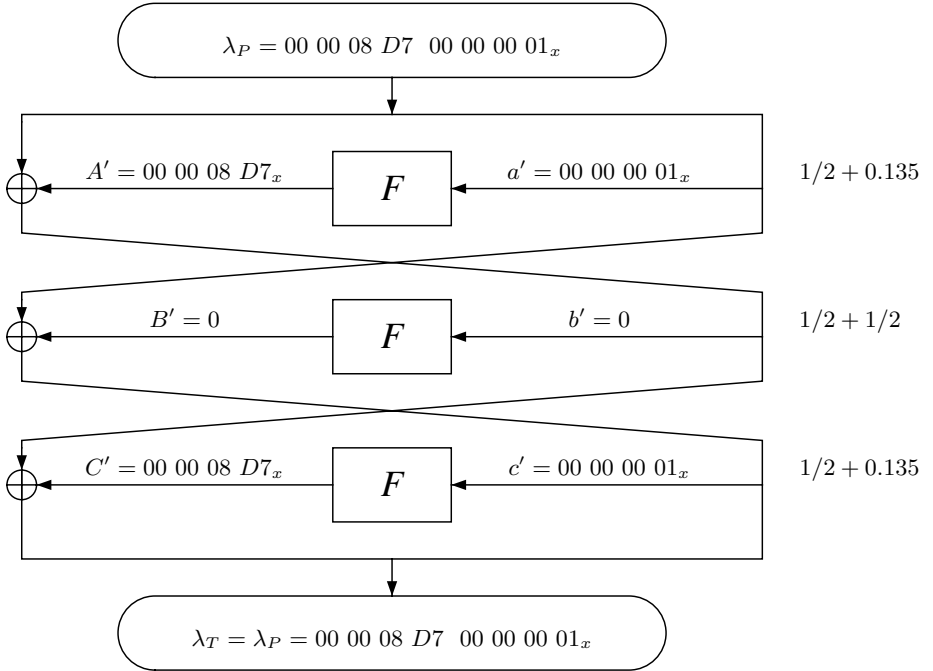 λ_P = 00 00 08 D7 00 00 00 01_x
A′ = 00 00 08 D7_x F a′ = 00 00 00 01_x 1/2 + 0.135
B′ = 0 F b′ = 0 1/2 + 1/2
C′ = 00 00 08 D7_x F c′ = 00 00 00 01_x 1/2 + 0.135
λ_T = λ_P = 00 00 08 D7 00 00 00 01_x